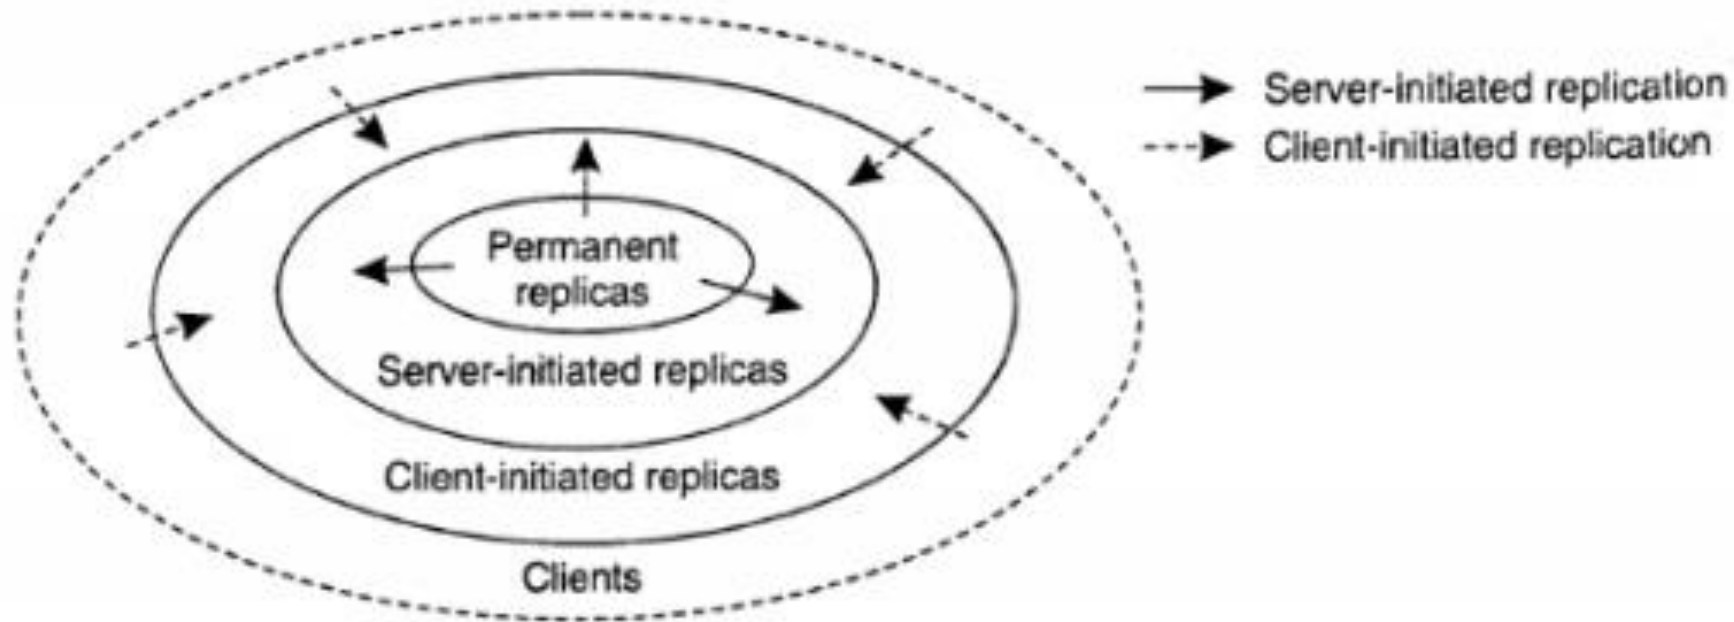 Server-initiated replication
Client-initiated replication
Permanent
replicas
Server-initiated replicas
Client-initiated replicas
Clients